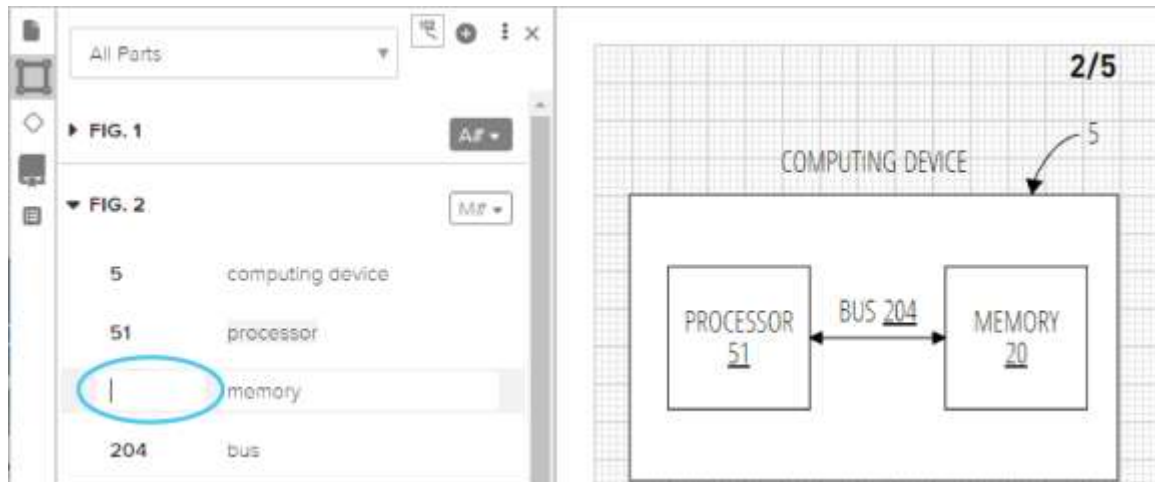 All Parts
FIG. 1
A#
FIG. 2
M#
5 computing device
51 processor
memory
204 bus
2/5
COMPUTING DEVICE
5
PROCESSOR
51
BUS 204
MEMORY
20